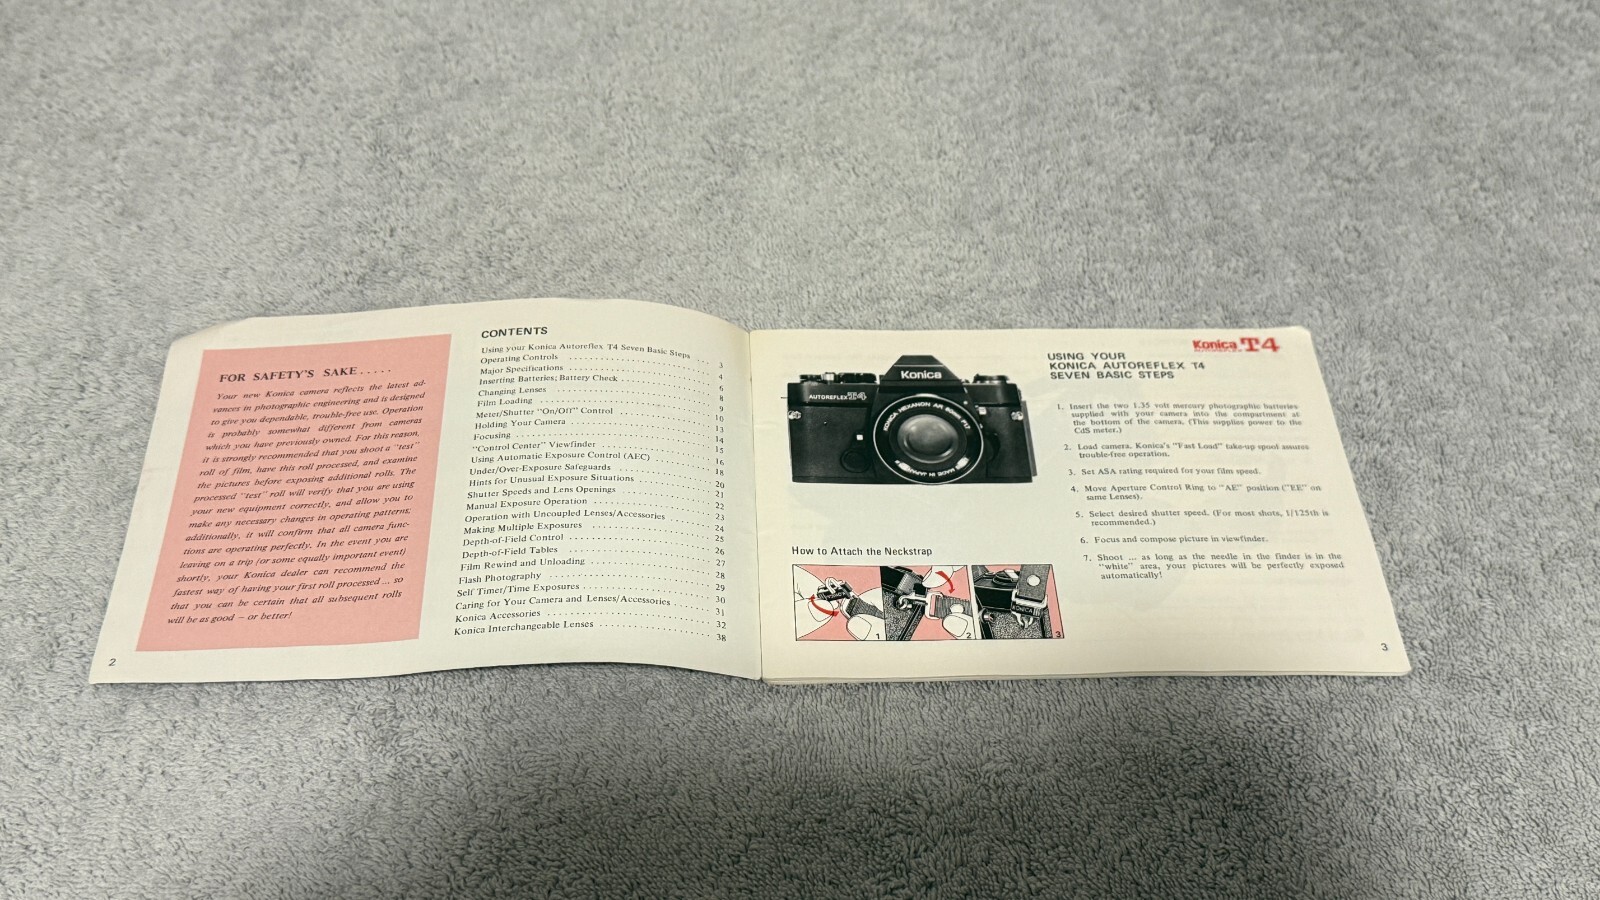 FOR SAFETY'S SAKE . . . . .
Your new Konica camera reflects the latest ad-
vances in photographic engineering and is designed
to give you dependable, trouble-free use. Operation
is probably somewhat different from cameras
which you have previously owned. For this reason,
it is strongly recommended that you shoot a "test"
roll of film, have this roll processed, and examine
the pictures before exposing additional rolls. The
processed "test" roll will verify that you are using
your new equipment correctly, and allow you to
make any necessary changes in operating patterns;
additionally, it will confirm that all camera func-
tions are operating perfectly. In the event you are
leaving on a trip (or some equally important event)
shortly, your Konica dealer can recommend the
fastest way of having your first roll processed ... so
that you can be certain that all subsequent rolls
will be as good – or better!
2
CONTENTS
Using your Konica Autoreflex T4 Seven Basic Steps . . . 3
Operating Controls . . . 4
Major Specifications . . . 6
Inserting Batteries; Battery Check . . . 8
Changing Lenses . . . 9
Film Loading . . . 10
Meter/Shutter "On/Off" Control . . . 13
Holding Your Camera . . . 14
Focusing . . . 15
"Control Center" Viewfinder . . . 16
Using Automatic Exposure Control (AEC) . . . 18
Under/Over-Exposure Safeguards . . . 20
Hints for Unusual Exposure Situations . . . 21
Shutter Speeds and Lens Openings . . . 22
Manual Exposure Operation . . . 23
Operation with Uncoupled Lenses/Accessories . . . 24
Making Multiple Exposures . . . 25
Depth-of-Field Control . . . 26
Depth-of-Field Tables . . . 27
Film Rewind and Unloading . . . 28
Flash Photography . . . 29
Self Timer/Time Exposures . . . 30
Caring for Your Camera and Lenses/Accessories . . . 31
Konica Accessories . . . 32
Konica Interchangeable Lenses . . . 38
Konica
AUTOREFLEX T4
KONICA HEXANON AR 50mm F1.7
MADE IN JAPAN
How to Attach the Neckstrap
1
2
KONICA
3
Konica T4
AUTOREFLEX
USING YOUR
KONICA AUTOREFLEX T4
SEVEN BASIC STEPS
1. Insert the two 1.35 volt mercury photographic batteries
supplied with your camera into the compartment at
the bottom of the camera. (This supplies power to the
CdS meter.)
2. Load camera. Konica's "Fast Load" take-up spool assures
trouble-free operation.
3. Set ASA rating required for your film speed.
4. Move Aperture Control Ring to "AE" position ("EE" on
same Lenses).
5. Select desired shutter speed. (For most shots, 1/125th is
recommended.)
6. Focus and compose picture in viewfinder.
7. Shoot ... as long as the needle in the finder is in the
"white" area, your pictures will be perfectly exposed
automatically!
3